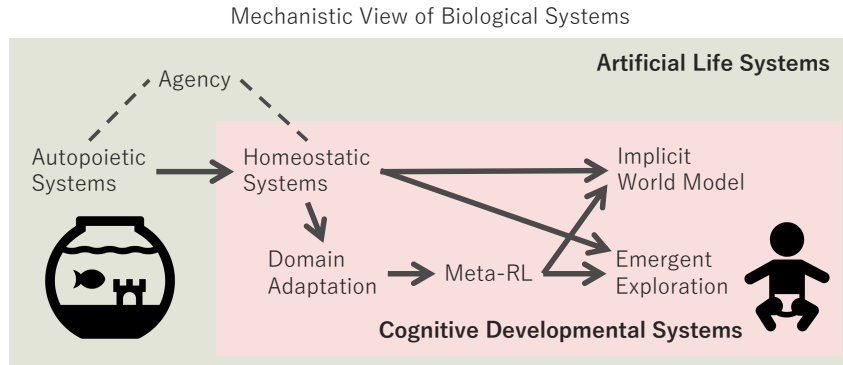 Mechanistic View of Biological Systems
Artificial Life Systems
Agency
Autopoietic
Systems
Homeostatic
Systems
Implicit
World Model
Domain
Adaptation
Meta-RL
Emergent
Exploration
Cognitive Developmental Systems